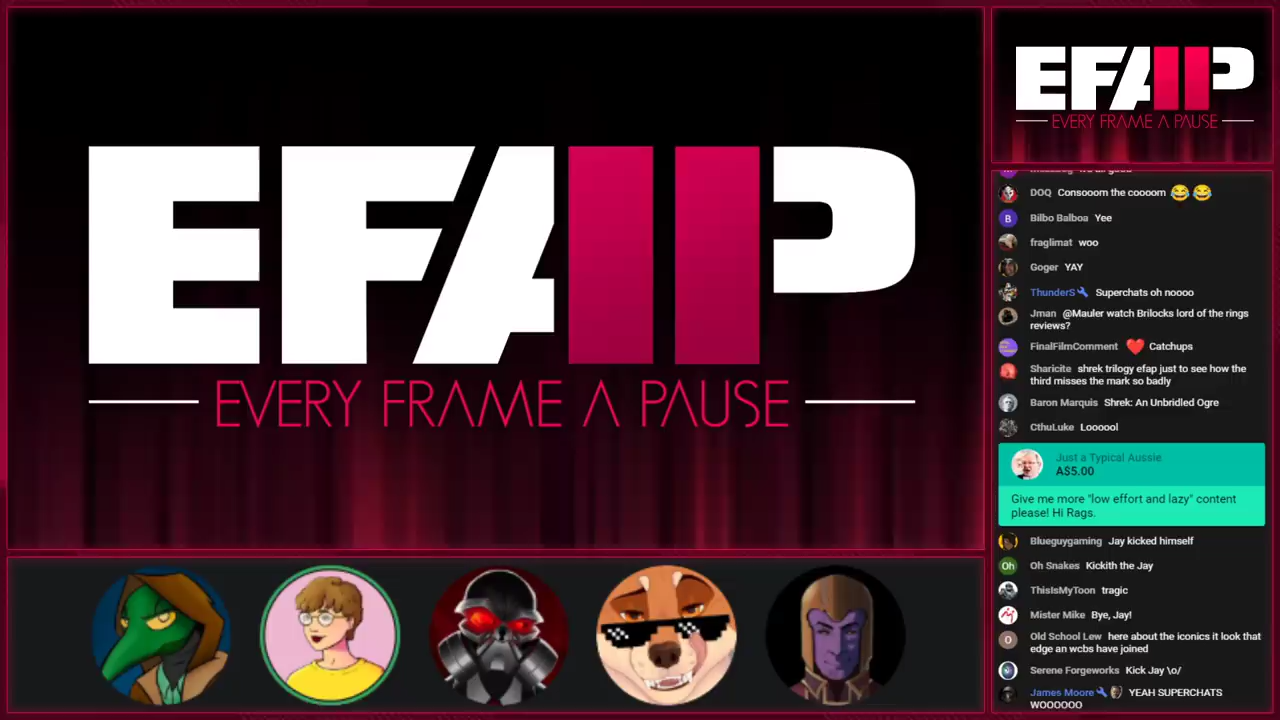 EFAP
EVERY FRAME A PAUSE
EFAP
EVERY FRAME A PAUSE
DOQ Consooom the cooom 😂 😂
B Bilbo Balboa Yee
fraglimat woo
Goger YAY
ThunderS Superchats oh noooo
Jman @Mauler watch Brilocks lord of the rings
reviews?
FinalFilmComment ❤️ Catchups
Sharicite shrek trilogy efap just to see how the
third misses the mark so badly
Baron Marquis Shrek: An Unbridled Ogre
CthuLuke Loooool
Just a Typical Aussie
A$5.00
Give me more "low effort and lazy" content
please! Hi Rags.
Blueguygaming Jay kicked himself
Oh Oh Snakes Kickith the Jay
ThisIsMyToon tragic
Mister Mike Bye, Jay!
O Old School Lew here about the iconics it look that
edge an wcbs have joined
Serene Forgeworks Kick Jay \o/
James Moore YEAH SUPERCHATS
WOOOOOO